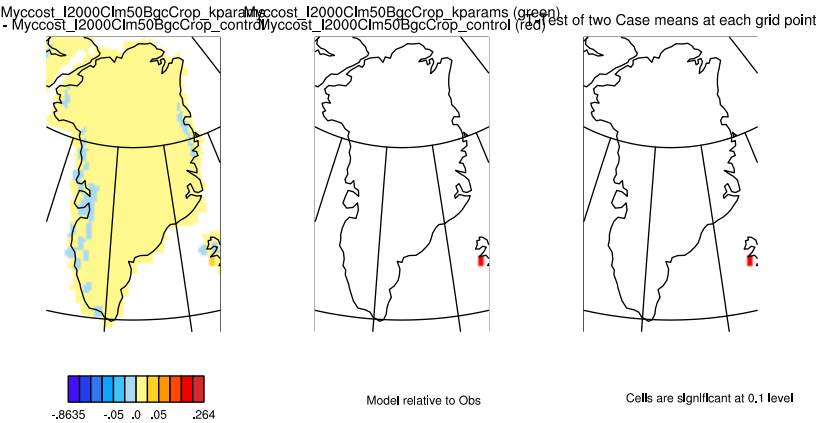 Myccost_I2000Clm50BgcCrop_kparams
- Myccost_I2000Clm50BgcCrop_control
Myccost_I2000Clm50BgcCrop_kparams (green)
Myccost_I2000Clm50BgcCrop_control (red)
T-Test of two Case means at each grid point
-.8635 -.05 .0 .05 .264
Model relative to Obs
Cells are significant at 0.1 level